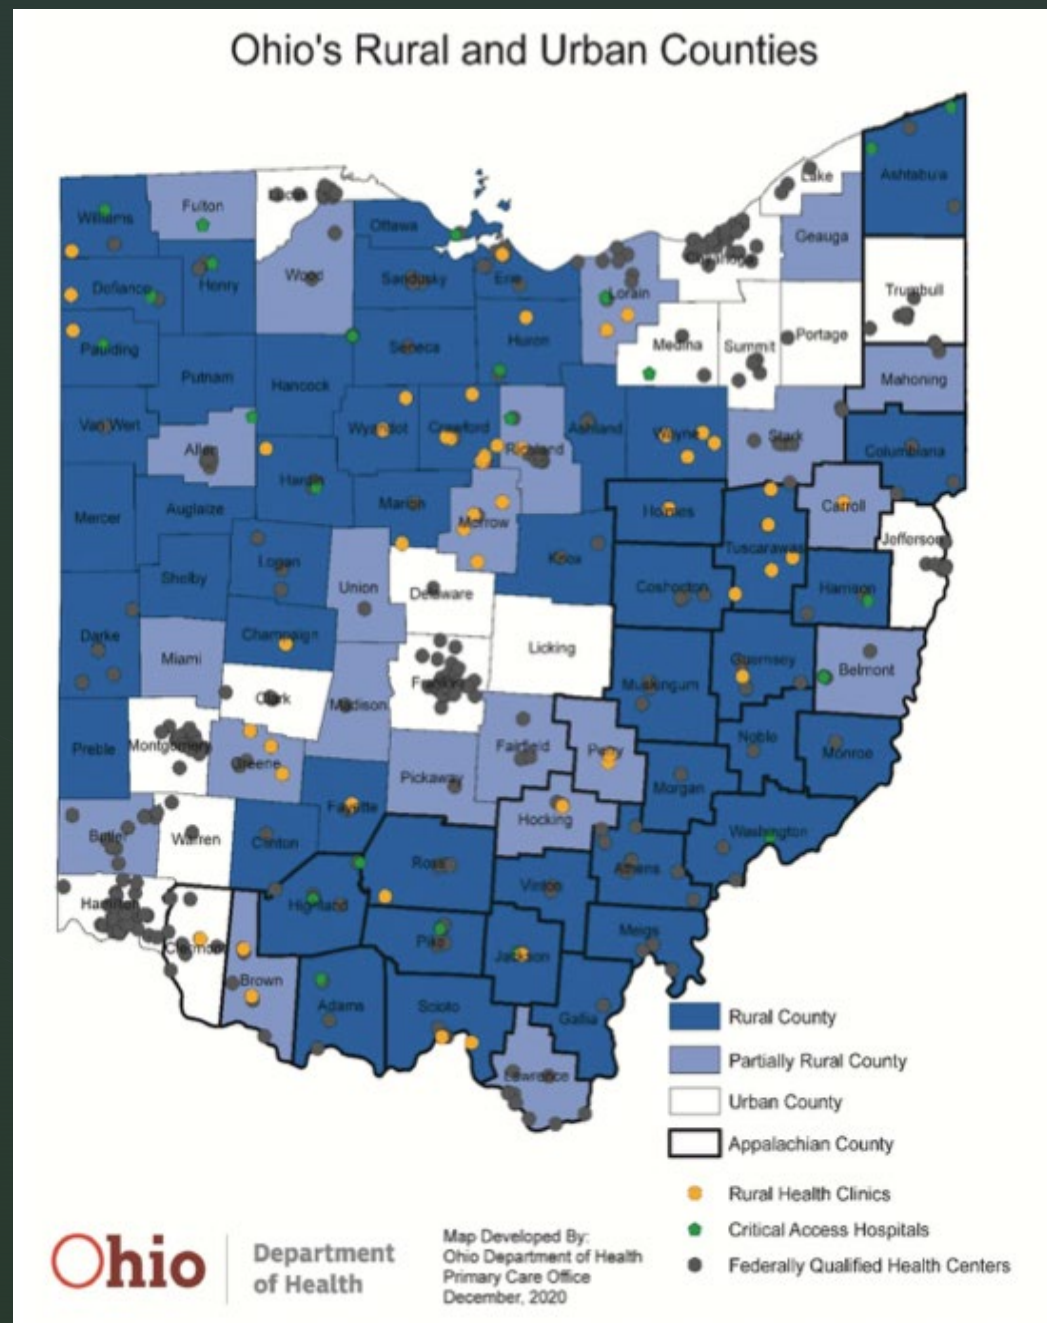 Ohio's Rural and Urban Counties
Ashtabula
Lake
Williams
Fulton
Lucas
Ottawa
Geauga
Cuyahoga
Wood
Sandusky
Erie
Defiance
Henry
Lorain
Trumbull
Paulding
Seneca
Huron
Medina
Summit
Portage
Putnam
Hancock
Mahoning
Van Wert
Wyandot
Crawford
Richland
Ashland
Wayne
Stark
Allen
Columbiana
Hardin
Mercer
Auglaize
Marion
Morrow
Holmes
Carroll
Jefferson
Tuscarawas
Logan
Knox
Shelby
Union
Delaware
Coshocton
Harrison
Darke
Champaign
Licking
Miami
Guernsey
Belmont
Clark
Madison
Franklin
Muskingum
Preble
Montgomery
Greene
Fairfield
Perry
Noble
Monroe
Pickaway
Morgan
Fayette
Hocking
Butler
Warren
Clinton
Washington
Ross
Athens
Hamilton
Highland
Vinton
Clermont
Pike
Jackson
Meigs
Brown
Adams
Scioto
Gallia
Lawrence
Rural County
Partially Rural County
Urban County
Appalachian County
Rural Health Clinics
Critical Access Hospitals
Federally Qualified Health Centers
Ohio
Department
of Health
Map Developed By:
Ohio Department of Health
Primary Care Office
December, 2020